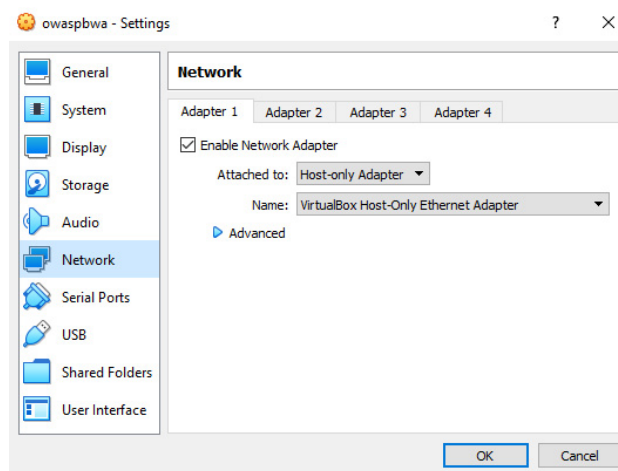 owaspbwa - Settings
?
General
System
Display
Storage
Audio
Network
Serial Ports
USB
Shared Folders
User Interface
Network
Adapter 1 Adapter 2 Adapter 3 Adapter 4
Enable Network Adapter
Attached to: Host-only Adapter
Name: VirtualBox Host-Only Ethernet Adapter
Advanced
OK Cancel